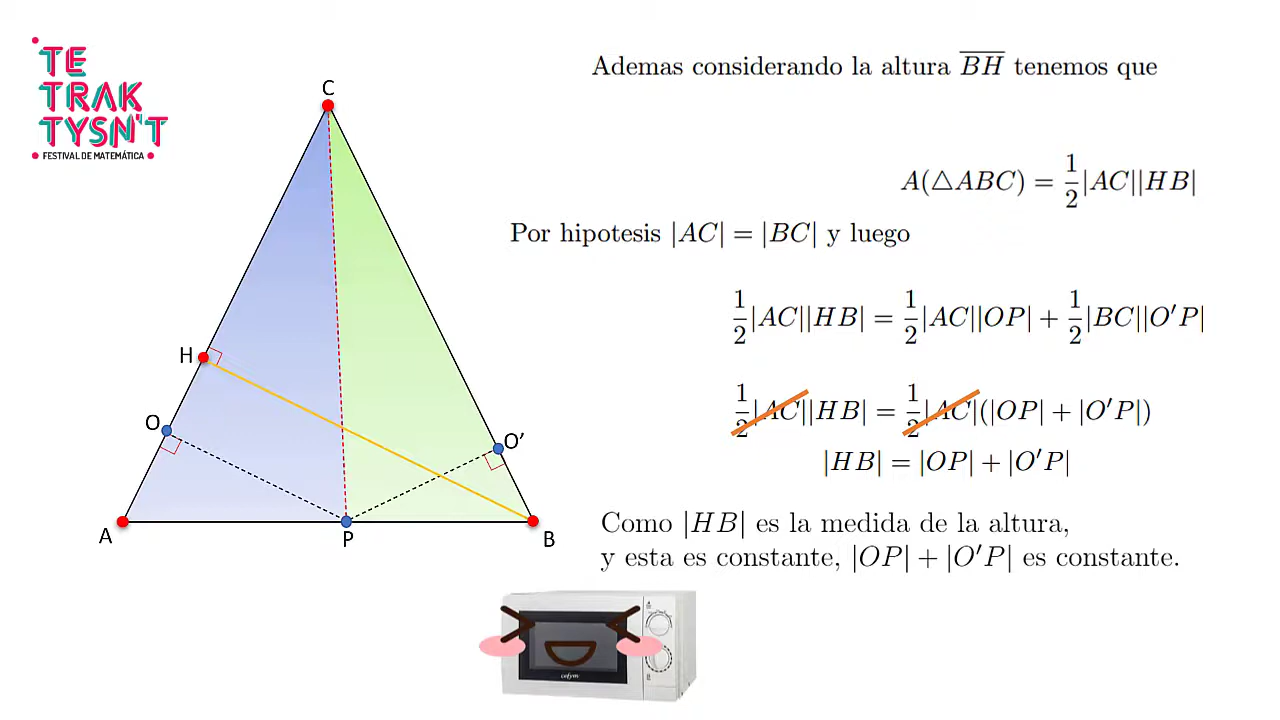 TE
TRAK
TYSN'T
FESTIVAL DE MATEMÁTICA
Ademas considerando la altura $\overline{BH}$ tenemos que
$A(\triangle ABC) = \frac{1}{2}|AC||HB|$
Por hipotesis $|AC| = |BC|$ y luego
$\frac{1}{2}|AC||HB| = \frac{1}{2}|AC||OP| + \frac{1}{2}|BC||O'P|$
$\frac{1}{2}|AC||HB| = \frac{1}{2}|AC|(|OP| + |O'P|)$
$|HB| = |OP| + |O'P|$
Como $|HB|$ es la medida de la altura,
y esta es constante, $|OP| + |O'P|$ es constante.
C
H
O
O'
A
P
B
cefym